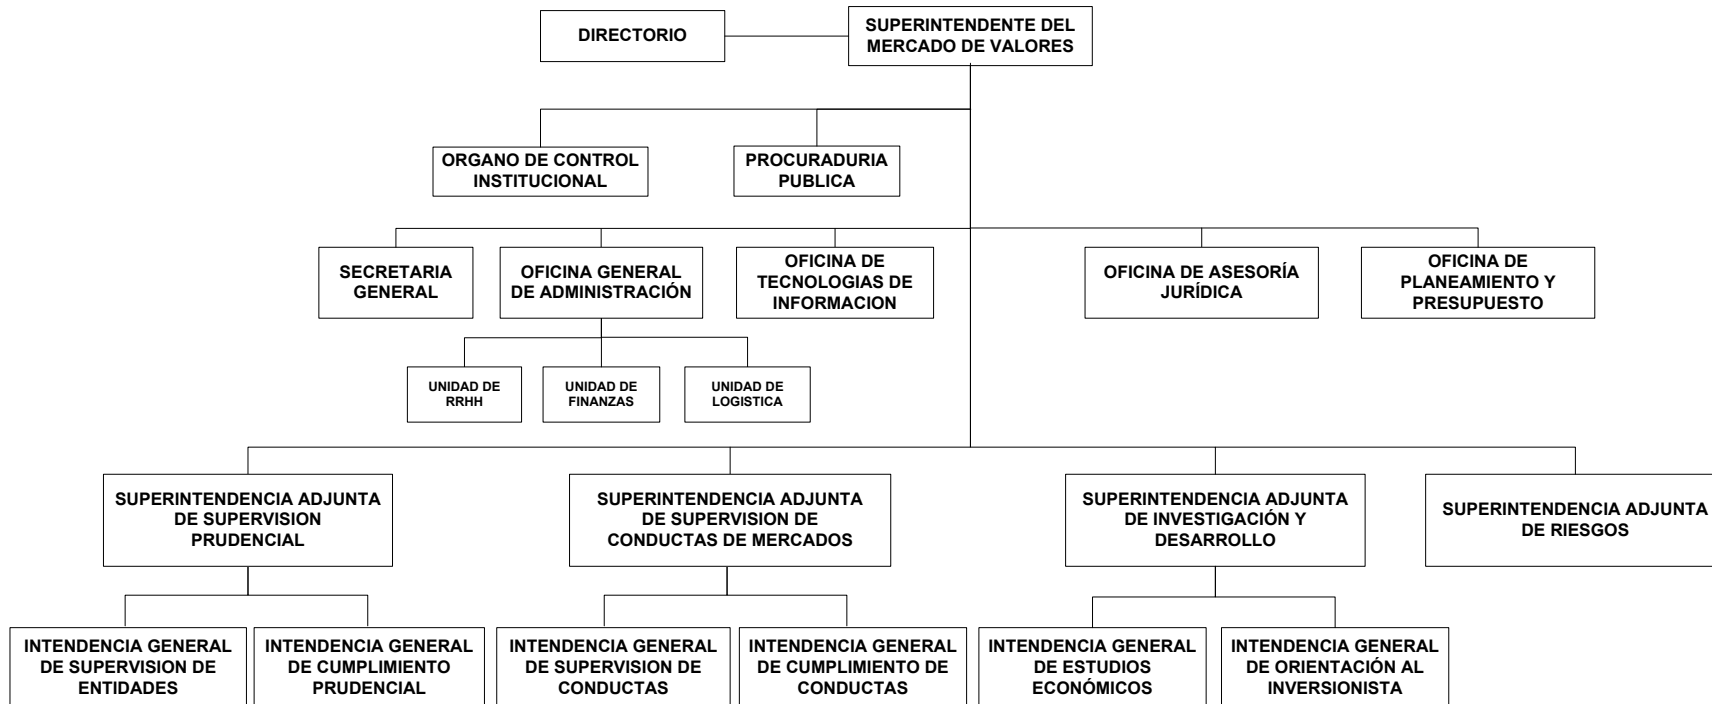 DIRECTORIO
SUPERINTENDENTE DEL
MERCADO DE VALORES
ORGANO DE CONTROL
INSTITUCIONAL
PROCURADURIA
PUBLICA
SECRETARIA
GENERAL
OFICINA GENERAL
DE ADMINISTRACIÓN
OFICINA DE
TECNOLOGIAS DE
INFORMACION
OFICINA DE ASESORÍA
JURÍDICA
OFICINA DE
PLANEAMIENTO Y
PRESUPUESTO
UNIDAD DE
RRHH
UNIDAD DE
FINANZAS
UNIDAD DE
LOGISTICA
SUPERINTENDENCIA ADJUNTA
DE SUPERVISION
PRUDENCIAL
SUPERINTENDENCIA ADJUNTA
DE SUPERVISION DE
CONDUCTAS DE MERCADOS
SUPERINTENDENCIA ADJUNTA
DE INVESTIGACIÓN Y
DESARROLLO
SUPERINTENDENCIA ADJUNTA
DE RIESGOS
INTENDENCIA GENERAL
DE SUPERVISION DE
ENTIDADES
INTENDENCIA GENERAL
DE CUMPLIMIENTO
PRUDENCIAL
INTENDENCIA GENERAL
DE SUPERVISION DE
CONDUCTAS
INTENDENCIA GENERAL
DE CUMPLIMIENTO DE
CONDUCTAS
INTENDENCIA GENERAL
DE ESTUDIOS
ECONÓMICOS
INTENDENCIA GENERAL
DE ORIENTACIÓN AL
INVERSIONISTA